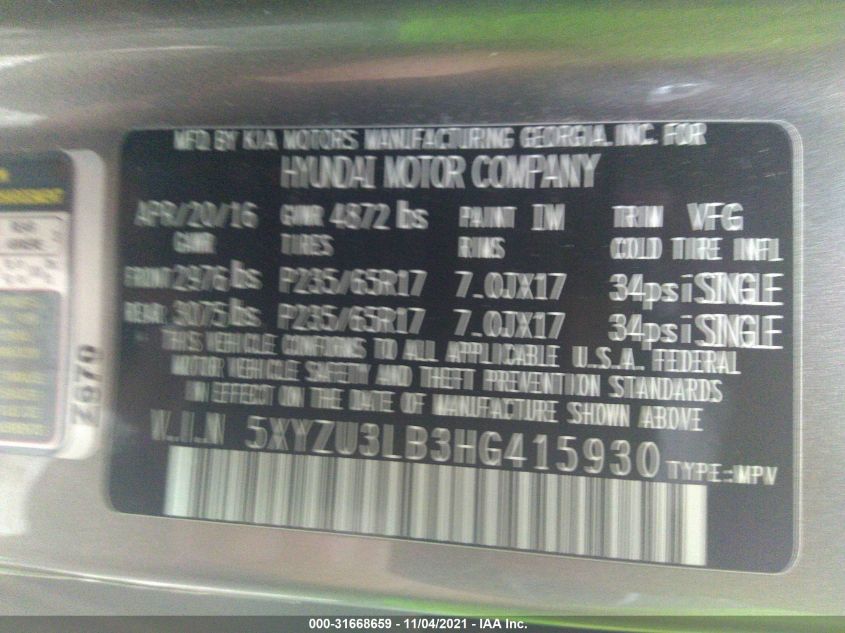 MFD BY KIA MOTORS MANUFACTURING GEORGIA, INC. FOR
HYUNDAI MOTOR COMPANY
APR/20/16 GVWR 4872 lbs PAINT IM TRIM VFG
GAWR TIRES RIMS COLD TIRE INFL
FRONT 2976 lbs P235/65R17 7.0JX17 34psi SINGLE
REAR 3075 lbs P235/65R17 7.0JX17 34psi SINGLE
THIS VEHICLE CONFORMS TO ALL APPLICABLE U.S.A. FEDERAL
MOTOR VEHICLE SAFETY AND THEFT PREVENTION STANDARDS
IN EFFECT ON THE DATE OF MANUFACTURE SHOWN ABOVE
V.I.N 5XYZU3LB3HG415930 TYPE:MPV
Z070
000-31668659 - 11/04/2021 - IAA Inc.